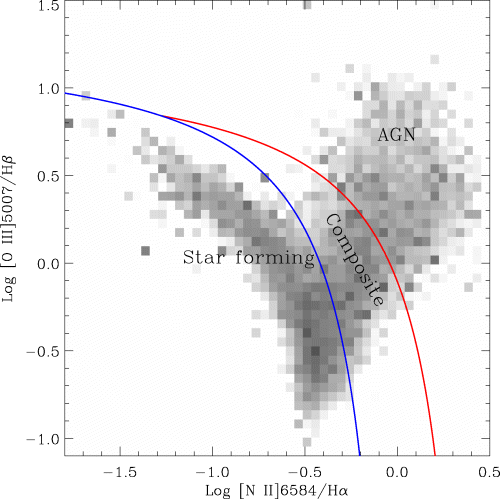 1.5
1.0
0.5
0.0
−0.5
−1.0
Log [O III]5007/Hβ
AGN
Composite
Star forming
−1.5 −1.0 −0.5 0.0 0.5
Log [N II]6584/Hα